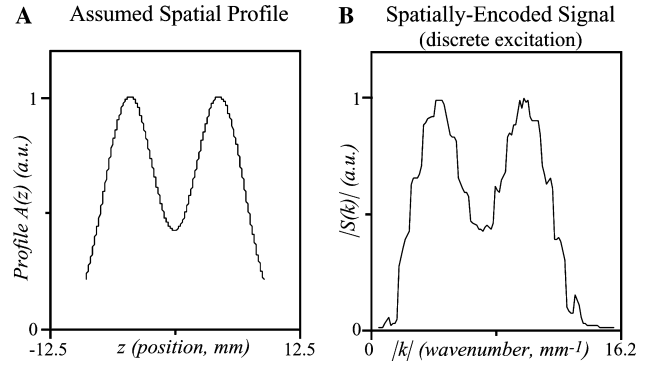 A Assumed Spatial Profile
1
Profile A(z) (a.u.)
0
-12.5 z (position, mm) 12.5
B Spatially-Encoded Signal
(discrete excitation)
1
|S(k)| (a.u.)
0
0 |k| (wavenumber, mm-1) 16.2